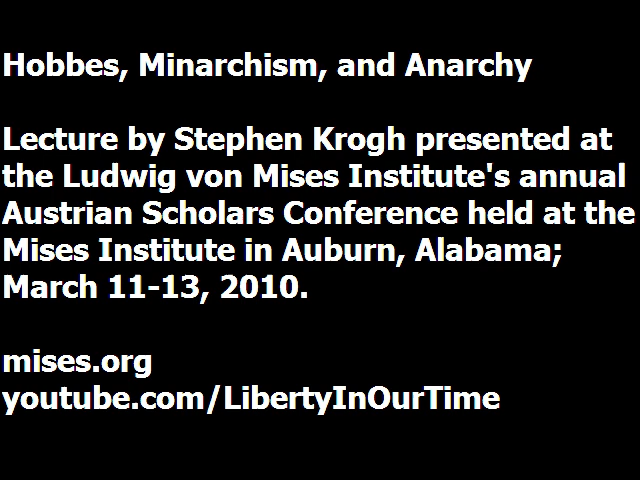 Hobbes, Minarchism, and Anarchy
Lecture by Stephen Krogh presented at
the Ludwig von Mises Institute's annual
Austrian Scholars Conference held at the
Mises Institute in Auburn, Alabama;
March 11-13, 2010.
mises.org
youtube.com/LibertyInOurTime